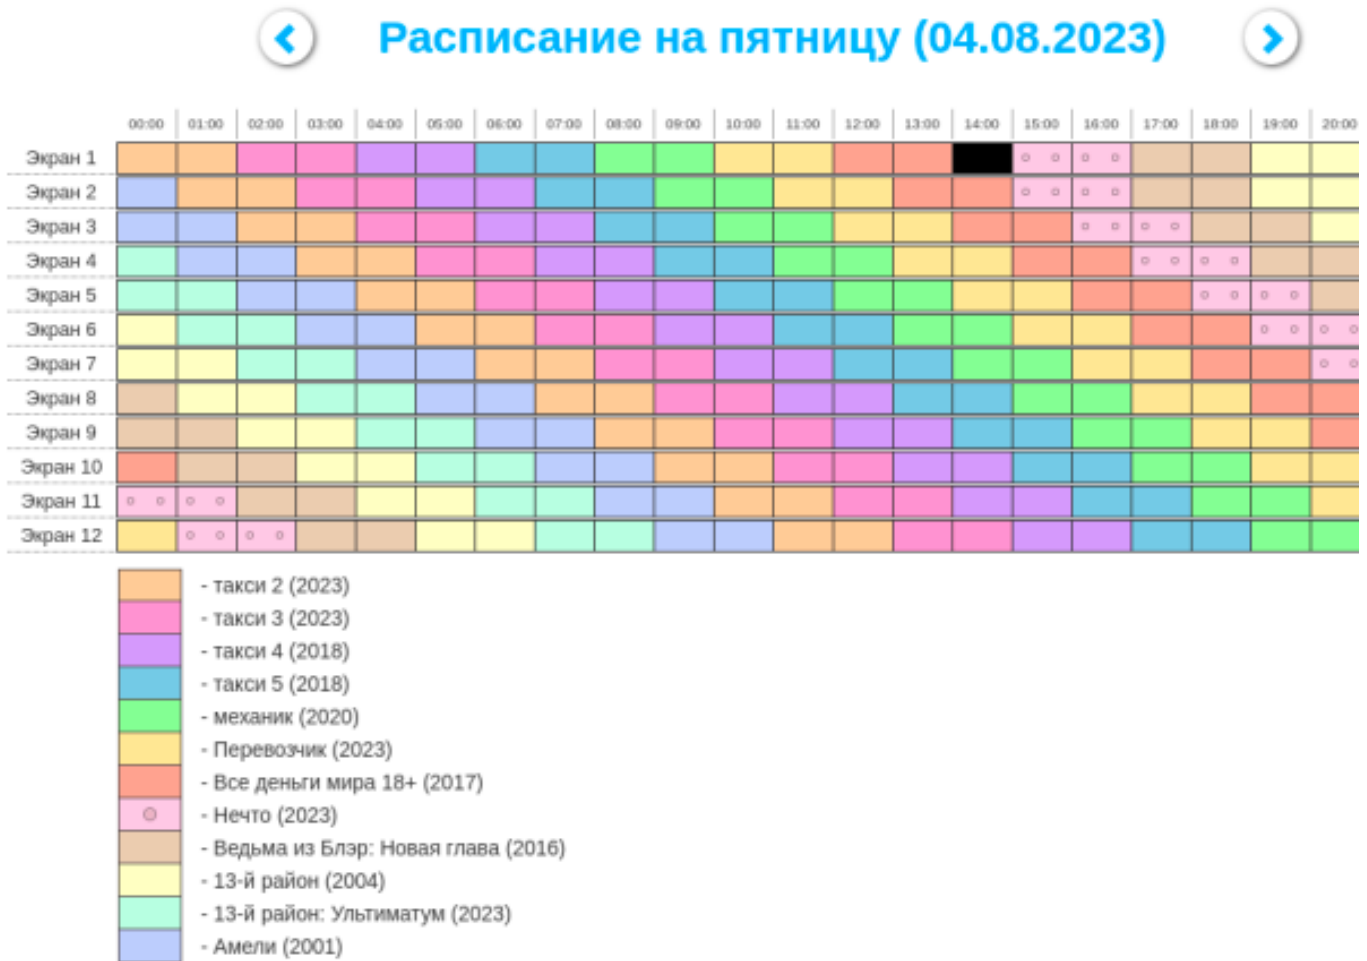 Расписание на пятницу (04.08.2023)
00:00 01:00 02:00 03:00 04:00 05:00 06:00 07:00 08:00 09:00 10:00 11:00 12:00 13:00 14:00 15:00 16:00 17:00 18:00 19:00 20:00
Экран 1
Экран 2
Экран 3
Экран 4
Экран 5
Экран 6
Экран 7
Экран 8
Экран 9
Экран 10
Экран 11
Экран 12
- такси 2 (2023)
- такси 3 (2023)
- такси 4 (2018)
- такси 5 (2018)
- механик (2020)
- Перевозчик (2023)
- Все деньги мира 18+ (2017)
- Нечто (2023)
- Ведьма из Блэр: Новая глава (2016)
- 13-й район (2004)
- 13-й район: Ультиматум (2023)
- Амели (2001)